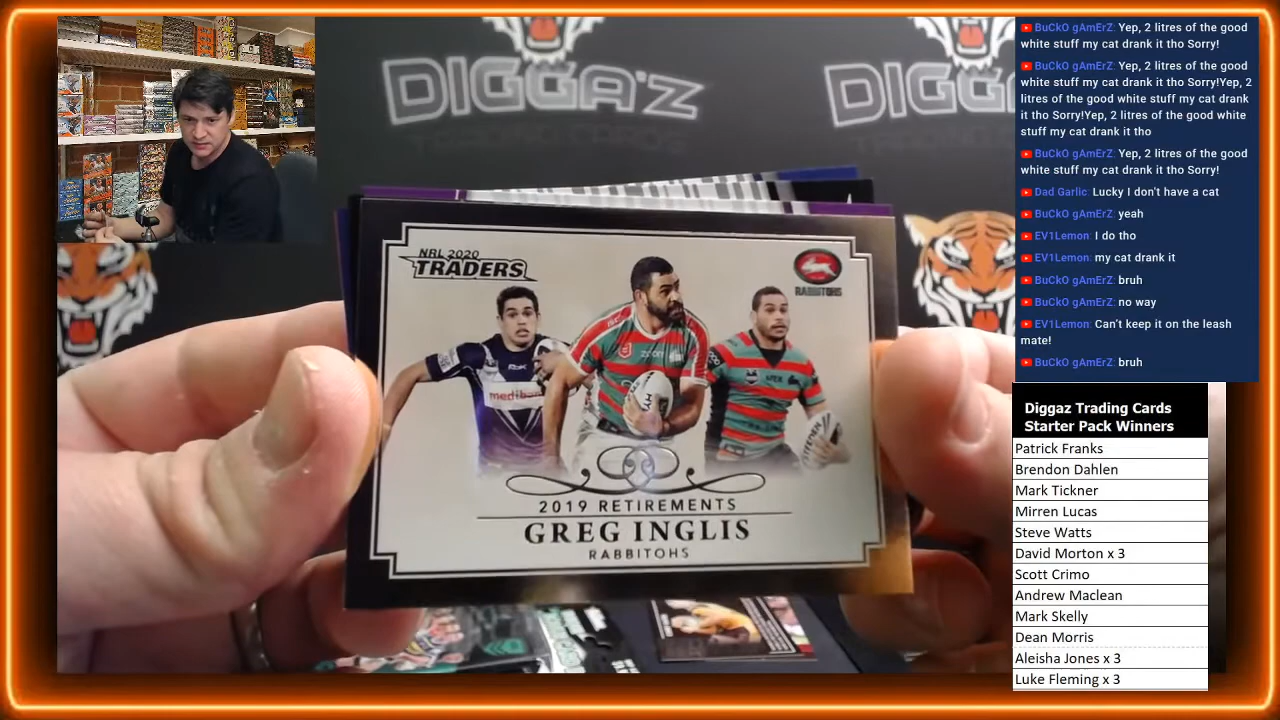 DIGGA'Z
DIGGA
NRL 2020
TRADERS
RABBITOHS
2019 RETIREMENTS
GREG INGLIS
RABBITOHS
BuCkO gAmErZ: Yep, 2 litres of the good
white stuff my cat drank it tho Sorry!
BuCkO gAmErZ: Yep, 2 litres of the good
white stuff my cat drank it tho Sorry!Yep, 2
litres of the good white stuff my cat drank
it tho Sorry!Yep, 2 litres of the good white
stuff my cat drank it tho
BuCkO gAmErZ: Yep, 2 litres of the good
white stuff my cat drank it tho Sorry!
Dad Garlic: Lucky I don't have a cat
BuCkO gAmErZ: yeah
EV1Lemon: I do tho
EV1Lemon: my cat drank it
BuCkO gAmErZ: bruh
BuCkO gAmErZ: no way
EV1Lemon: Can't keep it on the leash
mate!
BuCkO gAmErZ: bruh
Diggaz Trading Cards
Starter Pack Winners
Patrick Franks
Brendon Dahlen
Mark Tickner
Mirren Lucas
Steve Watts
David Morton x 3
Scott Crimo
Andrew Maclean
Mark Skelly
Dean Morris
Aleisha Jones x 3
Luke Fleming x 3